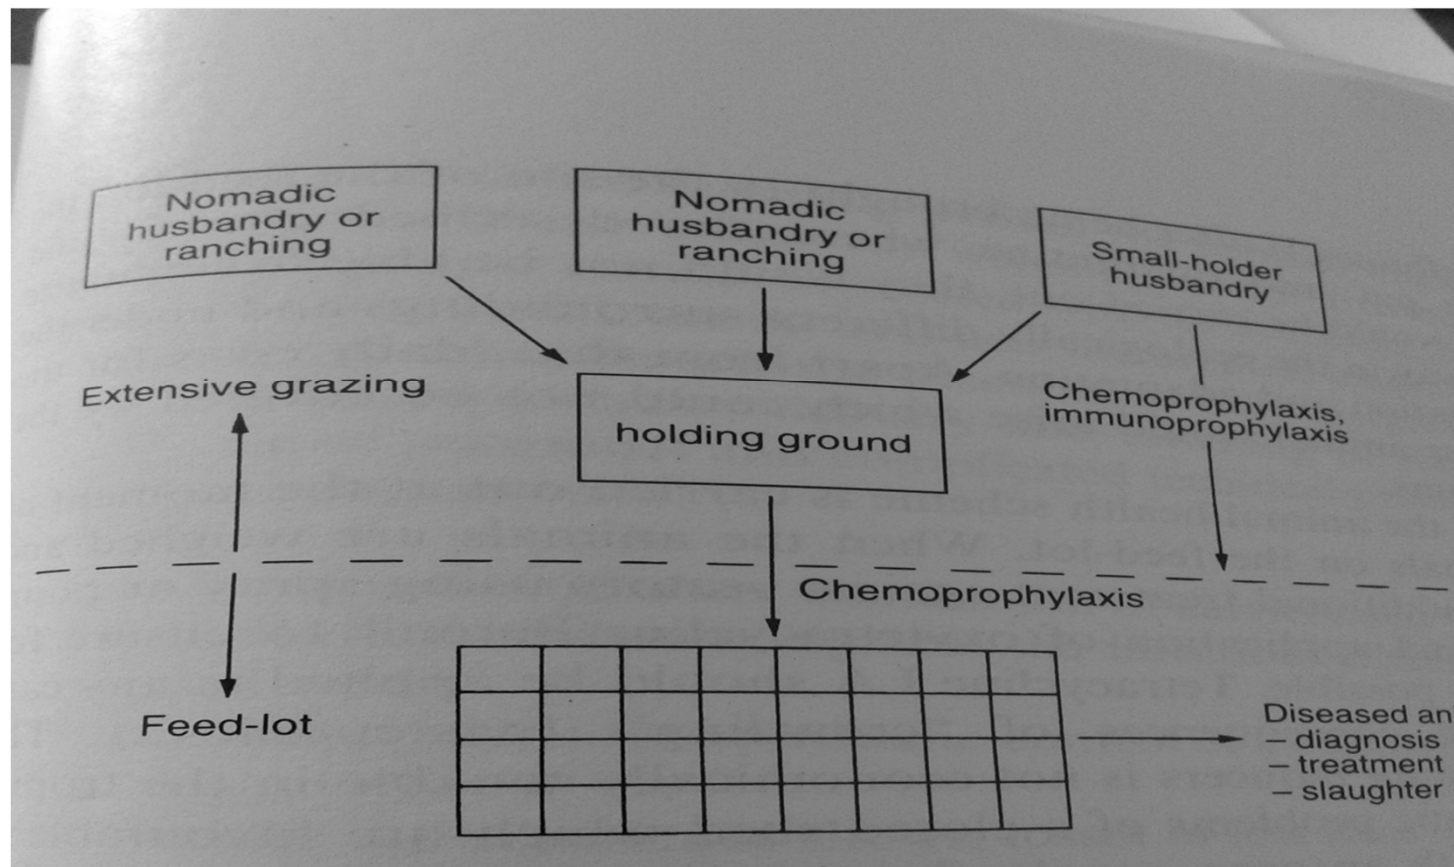 Nomadic
husbandry or
ranching
Nomadic
husbandry or
ranching
Small-holder
husbandry
Extensive grazing
holding ground
Chemoprophylaxis,
immunoprophylaxis
Chemoprophylaxis
Feed-lot
Diseased an
– diagnosis
– treatment
– slaughter